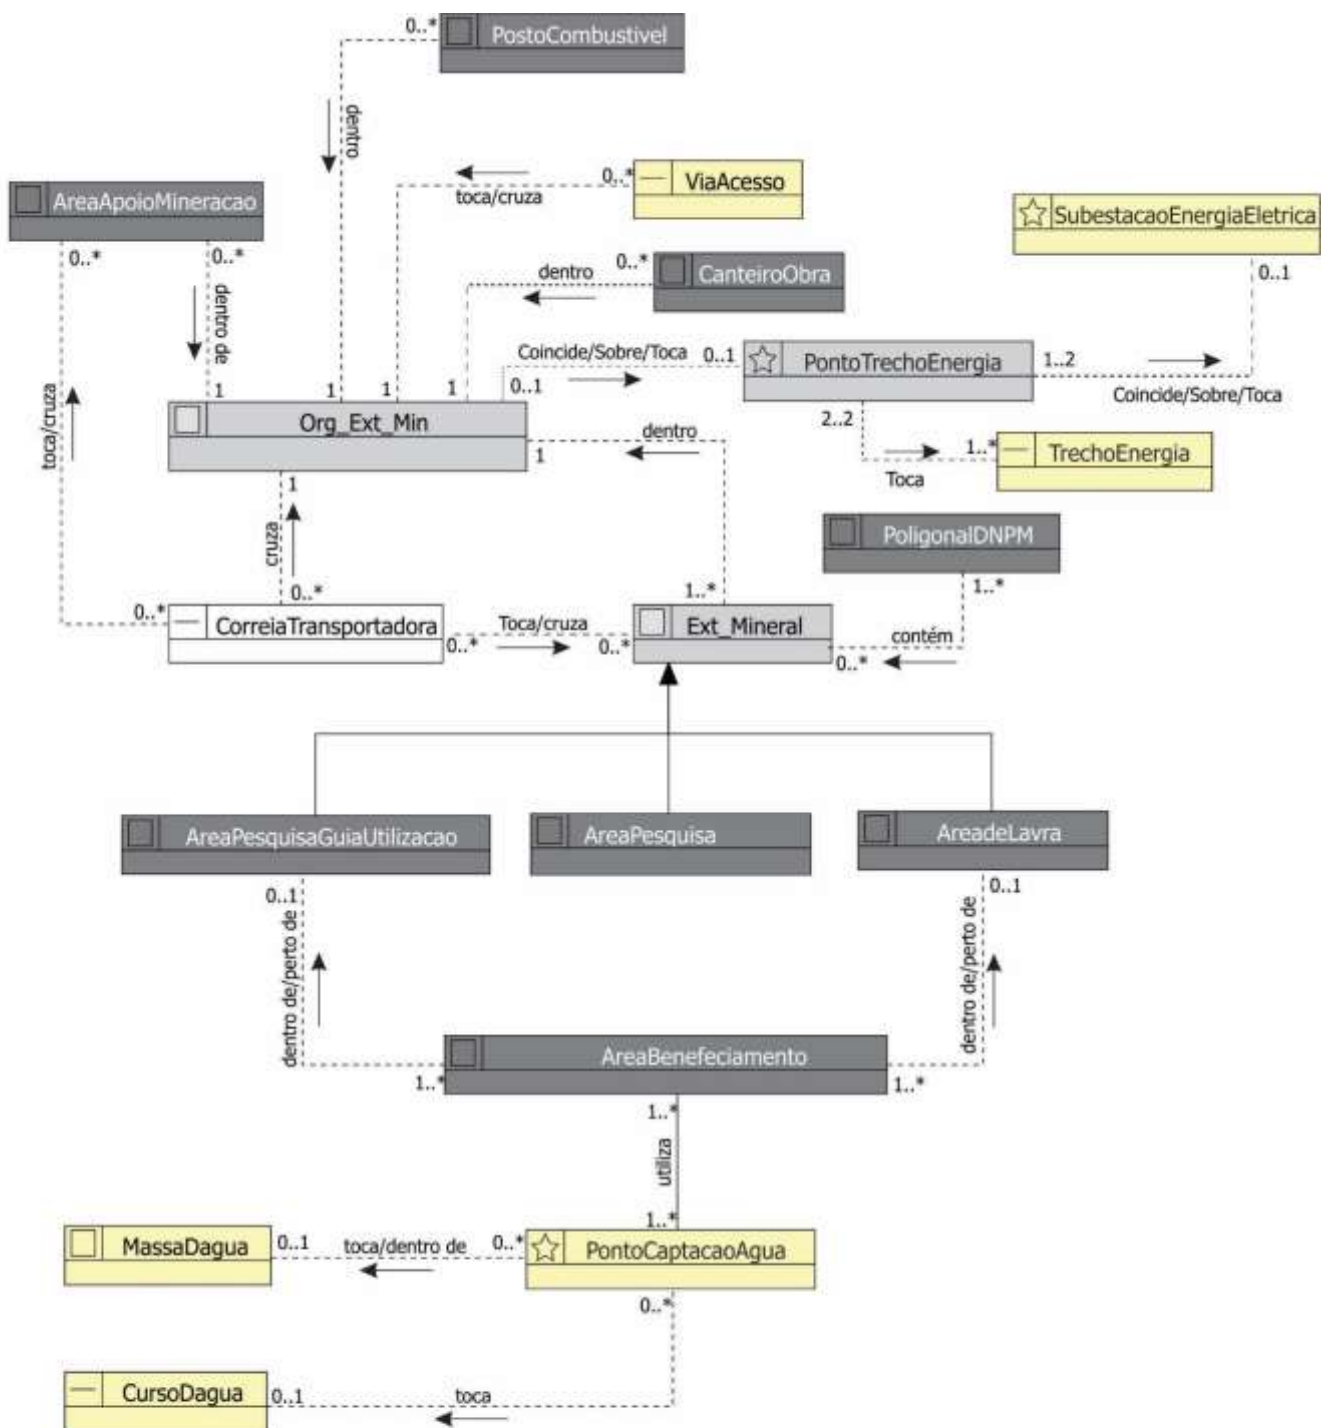 0..*
PostoCombustivel
dentro
AreaApoioMineracao
0..*
ViaAcesso
toca/cruza
SubestacaoEnergiaEletrica
0..*
0..*
dentro
0..*
CanteiroObra
0..1
dentro de
toca/cruza
Coincide/Sobre/Toca
0..1
PontoTrechoEnergia
1..2
Coincide/Sobre/Toca
1
1
1
1
0..1
2..2
Org_Ext_Min
dentro
1
1..*
TrechoEnergia
Toca
1
cruza
PoligonalDNPM
0..*
1..*
1..*
0..*
CorreiaTransportadora
Toca/cruza
Ext_Mineral
contém
0..*
0..*
0..*
AreaPesquisaGuiaUtilizacao
AreaPesquisa
AreadeLavra
0..1
0..1
dentro de/perto de
dentro de/perto de
AreaBenefeciamento
1..*
1..*
1..*
utiliza
1..*
MassaDagua
0..1
toca/dentro de
0..*
PontoCaptacaoAgua
0..*
CursoDagua
0..1
toca